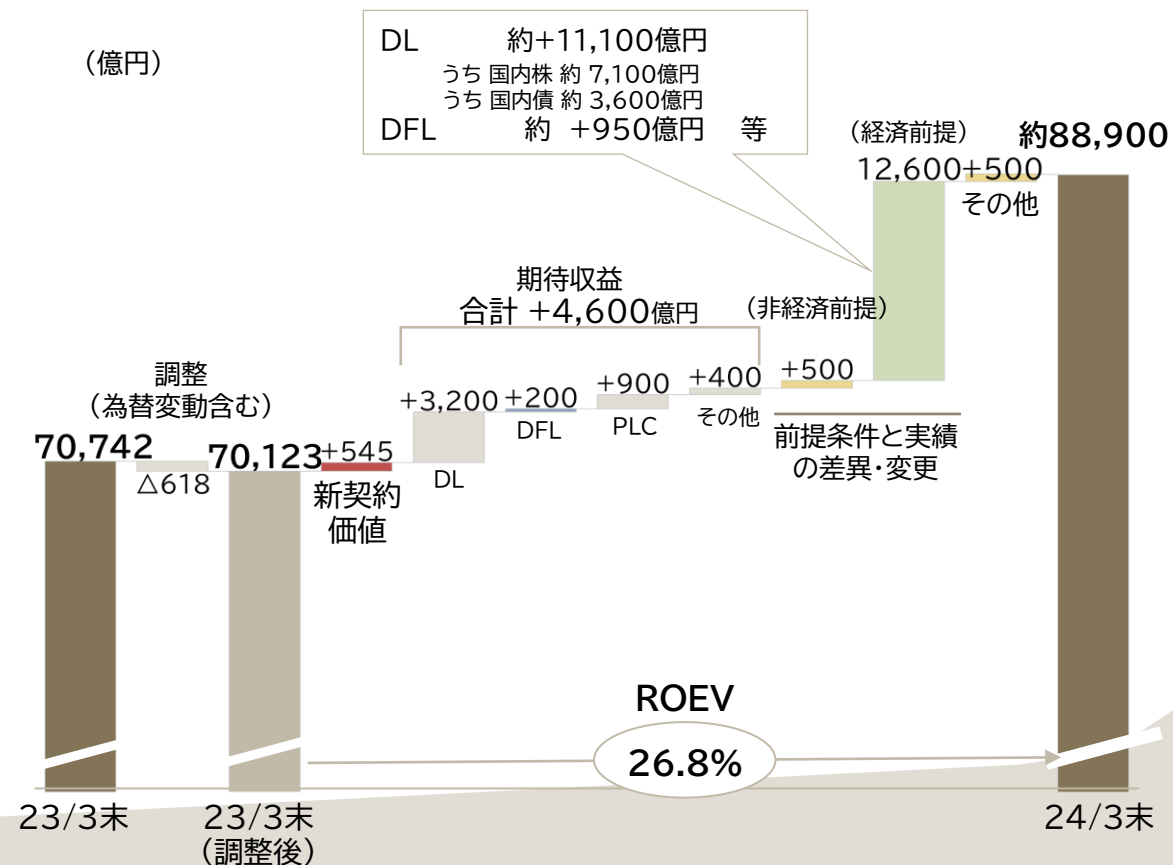 （億円）
DL 約+11,100億円
うち 国内株 約 7,100億円
うち 国内債 約 3,600億円
DFL 約 +950億円 等
（経済前提）
約88,900
12,600
+500
その他
期待収益
合計 +4,600億円
（非経済前提）
調整
（為替変動含む）
+3,200
+200
+900
+400
+500
DL
DFL
PLC
その他
前提条件と実績
の差異・変更
70,742
△618
70,123
+545
新契約
価値
ROEV
26.8%
23/3末
23/3末
（調整後）
24/3末